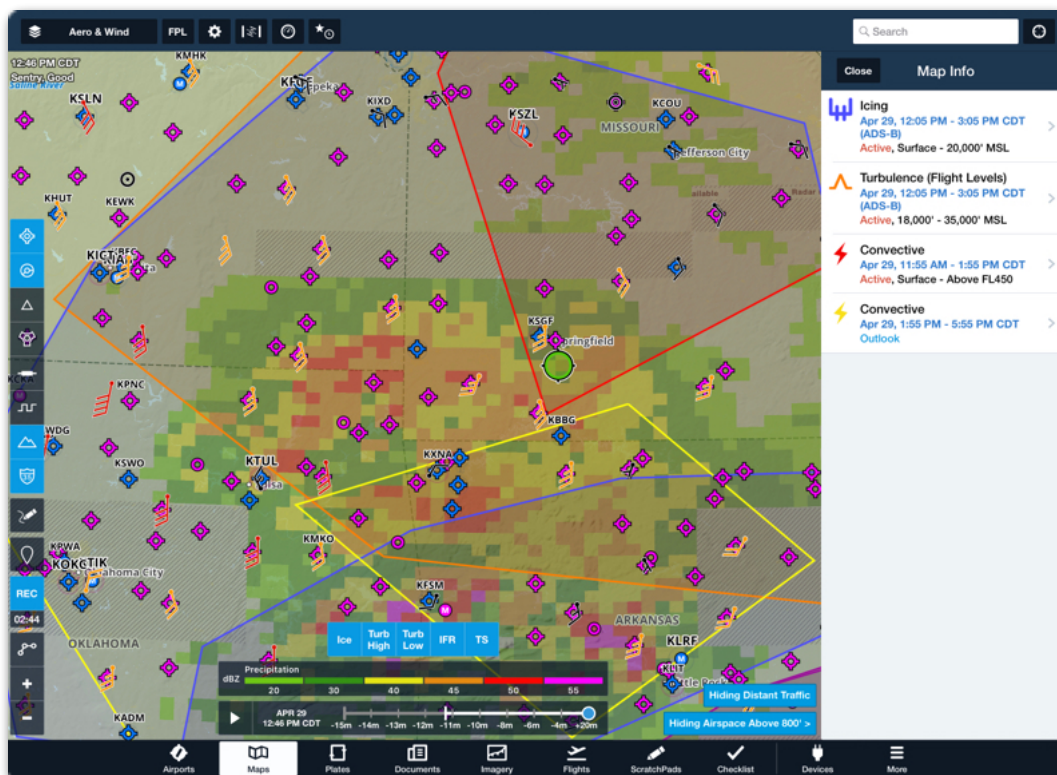 Aero & Wind
FPL
Search
12:46 PM CDT
Sentry, Good
Close
Map Info
Icing
Apr 29, 12:05 PM - 3:05 PM CDT
(ADS-B)
Active, Surface - 20,000' MSL
Turbulence (Flight Levels)
Apr 29, 12:05 PM - 3:05 PM CDT
(ADS-B)
Active, 18,000' - 35,000' MSL
Convective
Apr 29, 11:55 AM - 1:55 PM CDT
Active, Surface - Above FL450
Convective
Apr 29, 1:55 PM - 5:55 PM CDT
Outlook
KMHK
KSLN
KIXD
KSZL
KCOU
MISSOURI
Jefferson City
KHUT
KEWK
KSGF
Springfield
KPNC
KBBG
KXNA
KTUL
KSWO
KMKO
KPWA
KOKC
KTIK
Oklahoma City
KFSM
M
REC
02:44
OKLAHOMA
ARKANSAS
KLRF
KLIT
KADM
Ice
Turb High
Turb Low
IFR
TS
Precipitation
dBZ
20
30
40
45
50
55
APR 29
12:46 PM CDT
-15m
-14m
-13m
-12m
-11m
-10m
-8m
-6m
-4m
+20m
Hiding Distant Traffic
Hiding Airspace Above 800' >
Airports
Maps
Plates
Documents
Imagery
Flights
ScratchPads
Checklist
Devices
More